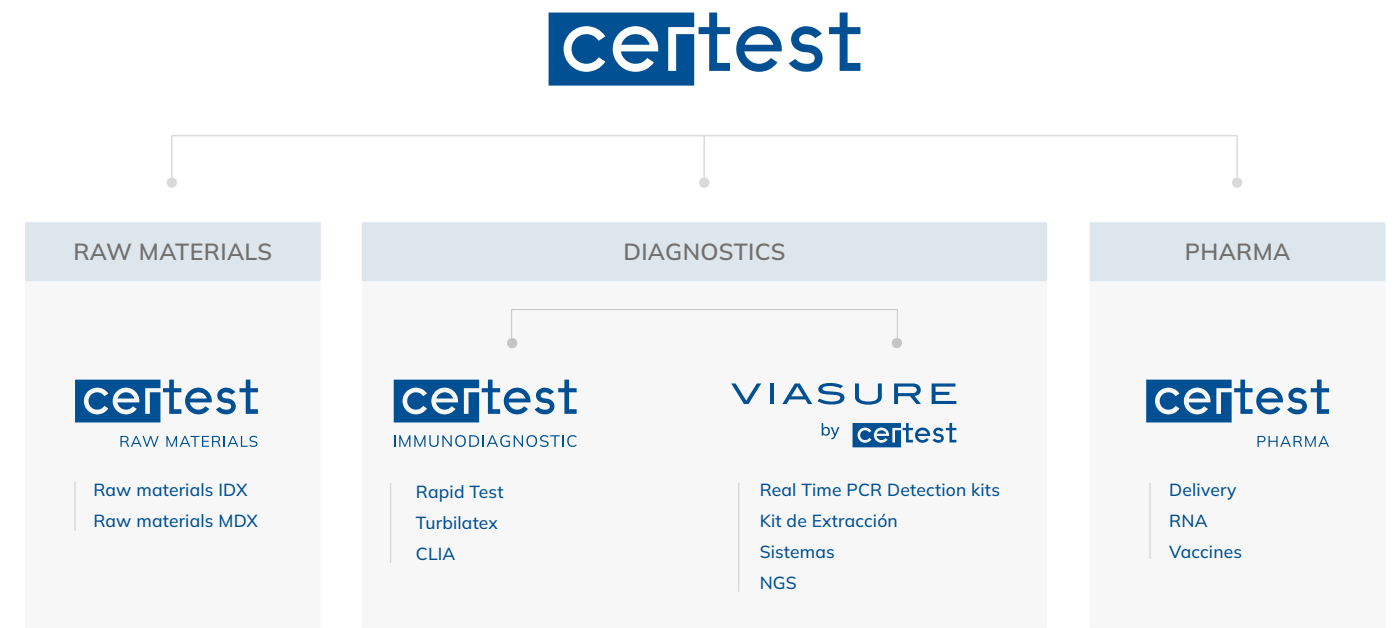 certest
RAW MATERIALS
certest
RAW MATERIALS
Raw materials IDX
Raw materials MDX
DIAGNOSTICS
certest
IMMUNODIAGNOSTIC
Rapid Test
Turbilatex
CLIA
VIASURE
by certest
Real Time PCR Detection kits
Kit de Extracción
Sistemas
NGS
PHARMA
certest
PHARMA
Delivery
RNA
Vaccines